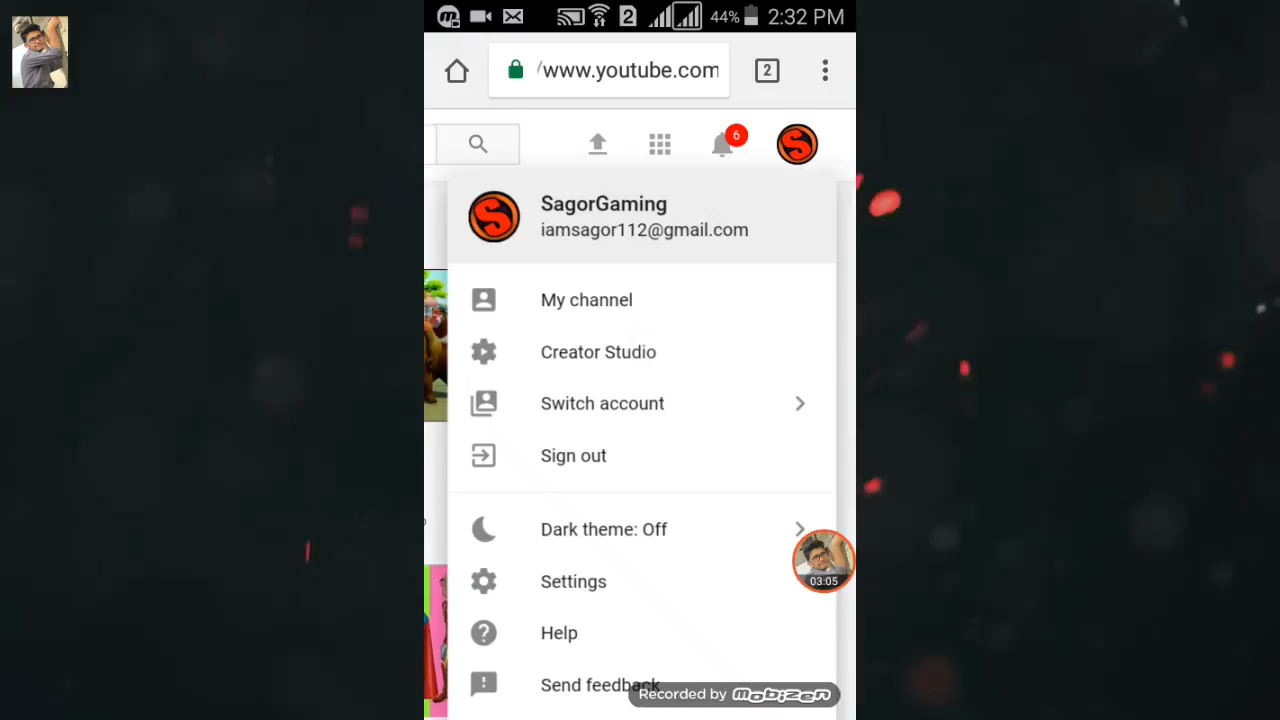 2 44% 2:32 PM
/www.youtube.com 2
6
SagorGaming
iamsagor112@gmail.com
My channel
Creator Studio
Switch account
Sign out
Dark theme: Off
03:05
Settings
Help
Send feedback
Recorded by mobizen